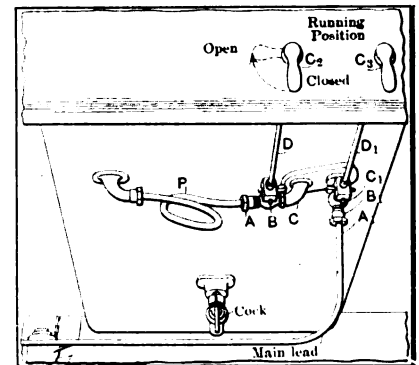 Running
Position
Open
C2
C3
Closed
D
D1
P
C1
B1
A
B
C
A1
Cock
Main lead